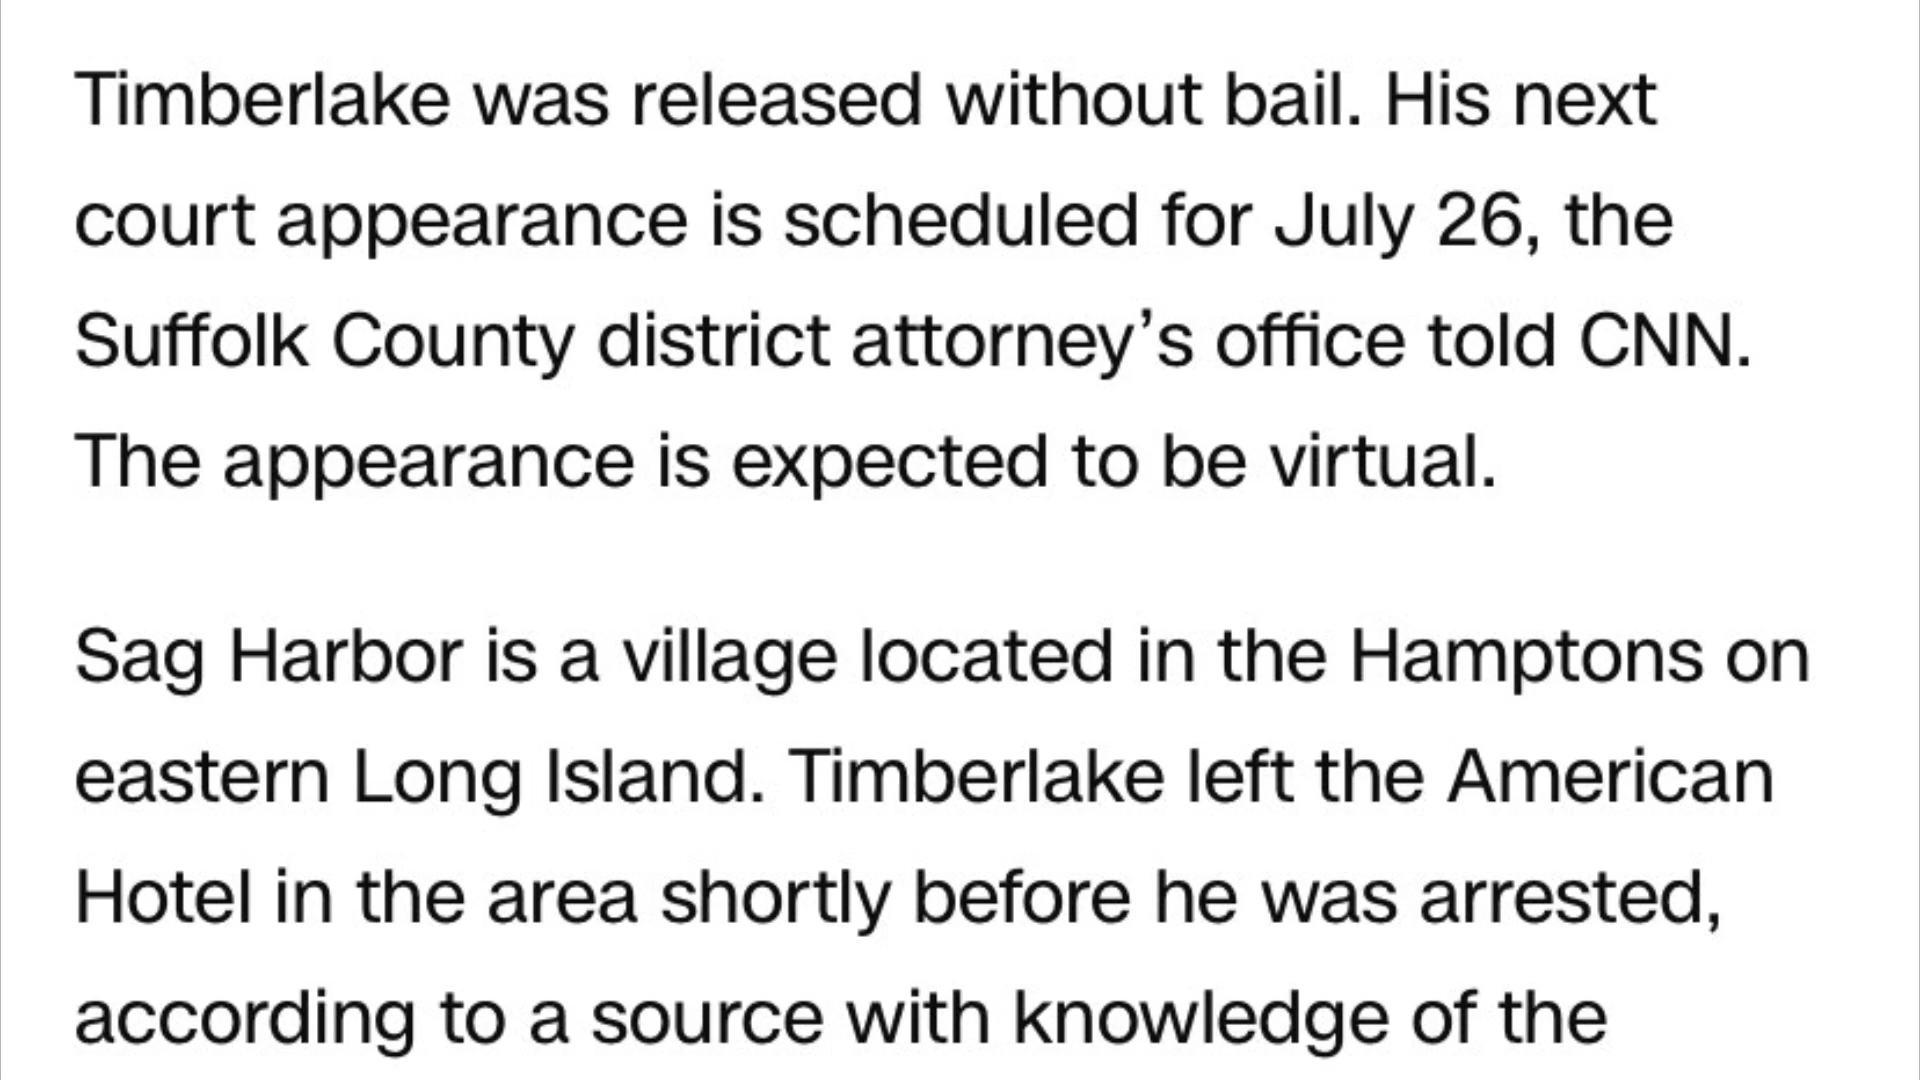 Timberlake was released without bail. His next
court appearance is scheduled for July 26, the
Suffolk County district attorney’s office told CNN.
The appearance is expected to be virtual.
Sag Harbor is a village located in the Hamptons on
eastern Long Island. Timberlake left the American
Hotel in the area shortly before he was arrested,
according to a source with knowledge of the